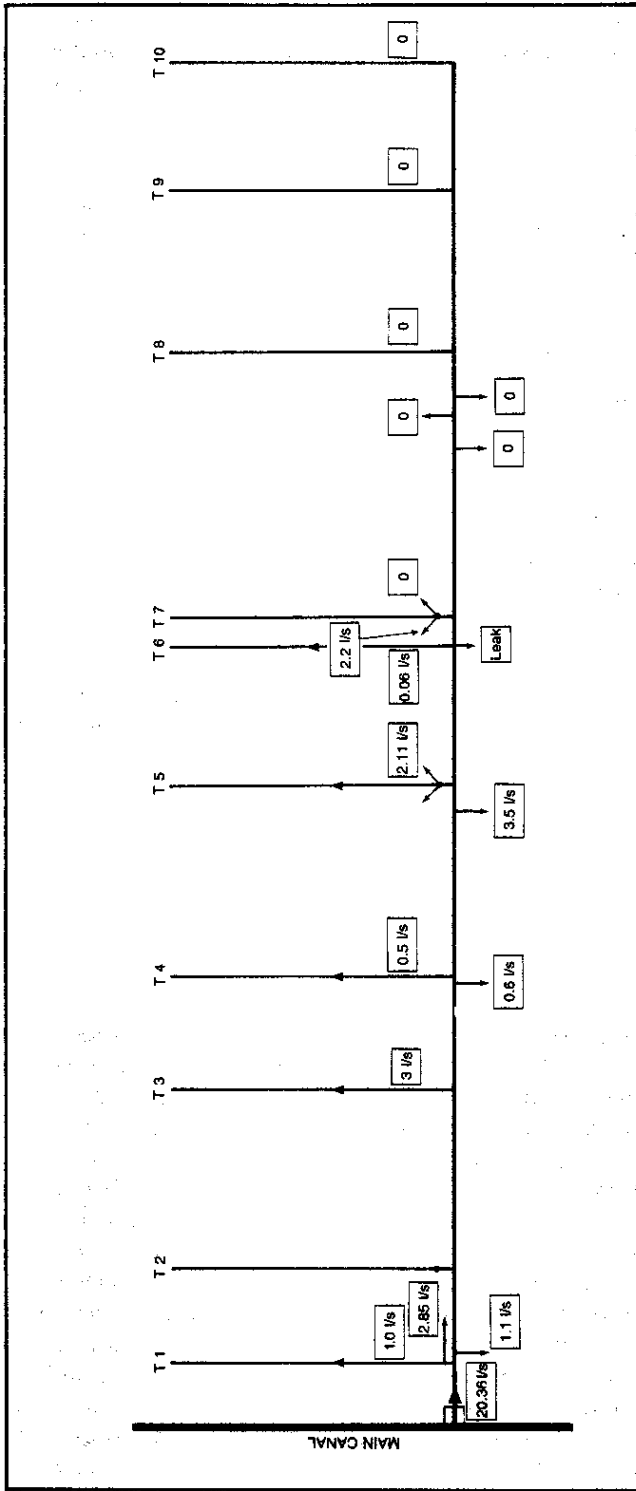 T 1
T 2
T 3
T 4
T 5
T 6
T 7
T 8
T 9
T 10
MAIN CANAL
20.36 l/s
1.0 l/s
2.85 l/s
1.1 l/s
3 l/s
0.5 l/s
0.6 l/s
2.11 l/s
3.5 l/s
2.2 l/s
0.06 l/s
Leak
0
0
0
0
0
0
0